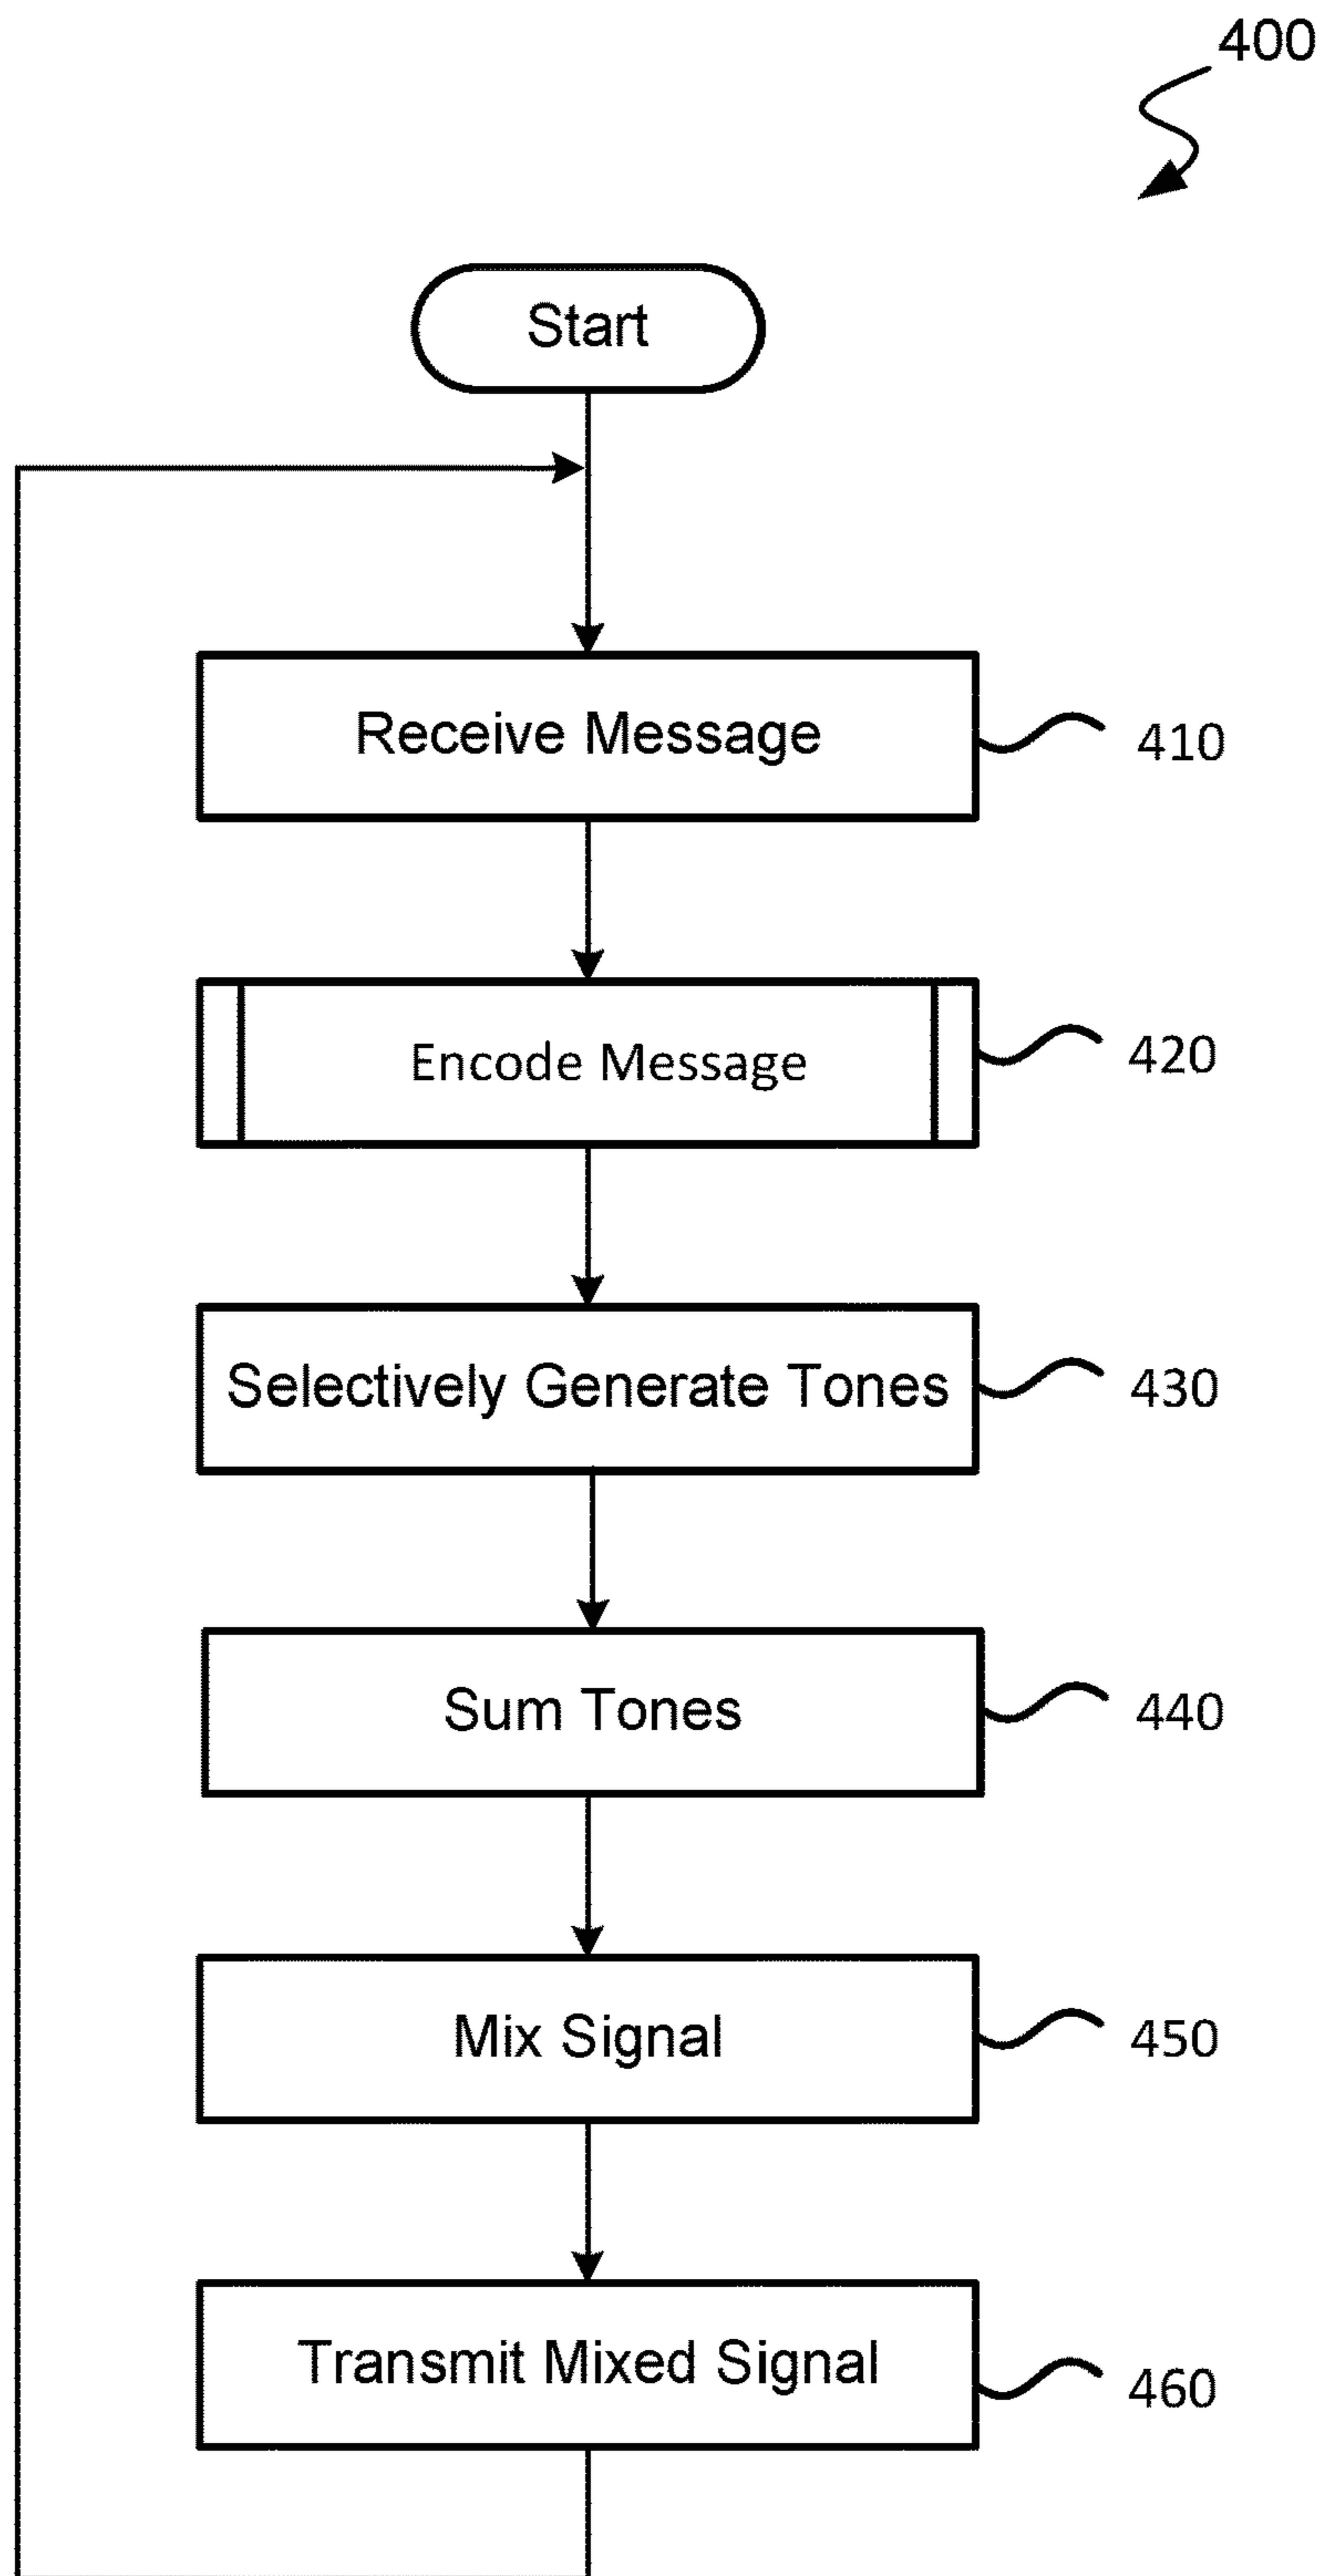 400
Start
Receive Message
410
Encode Message
420
Selectively Generate Tones
430
Sum Tones
440
Mix Signal
450
Transmit Mixed Signal
460